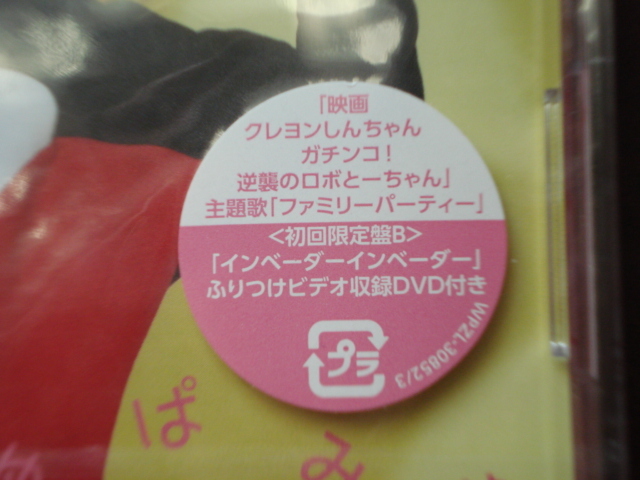 「映画
クレヨンしんちゃん
ガチンコ!
逆襲のロボとーちゃん」
主題歌「ファミリーパーティー」
<初回限定盤B>
「インベーダーインベーダー」
ふりつけビデオ収録DVD付き
WPZL-30852/3
プラ
ぱ
み